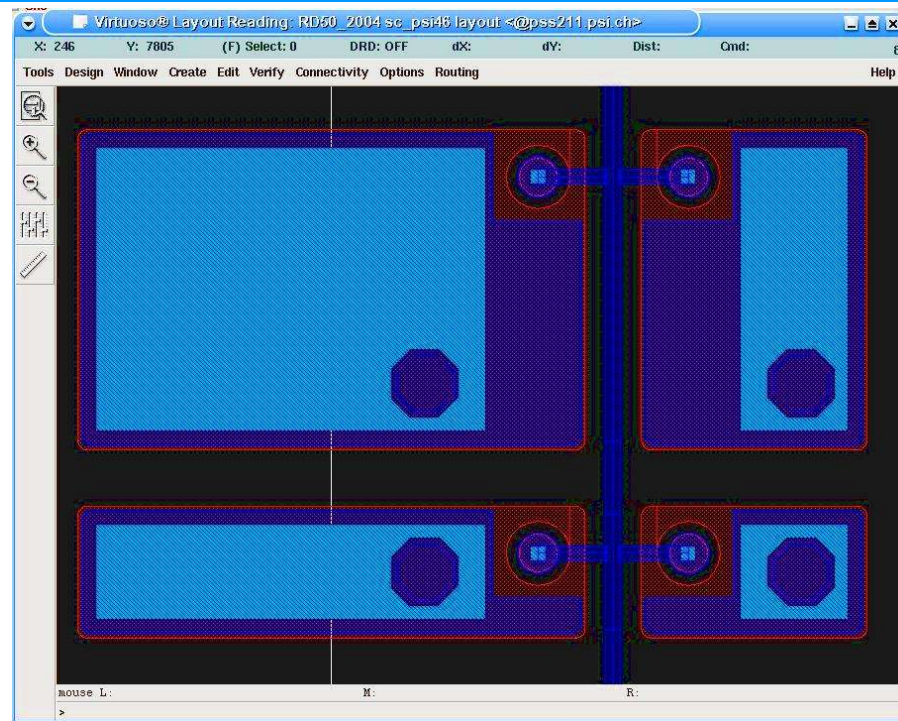 Virtuoso® Layout Reading: RD50_2004 sc_psi46 layout <@pss211.psi.ch>
X: 246 Y: 7805 (F) Select: 0 DRD: OFF dX: dY: Dist: Cmd:
Tools Design Window Create Edit Verify Connectivity Options Routing Help
mouse L: M: R:
>